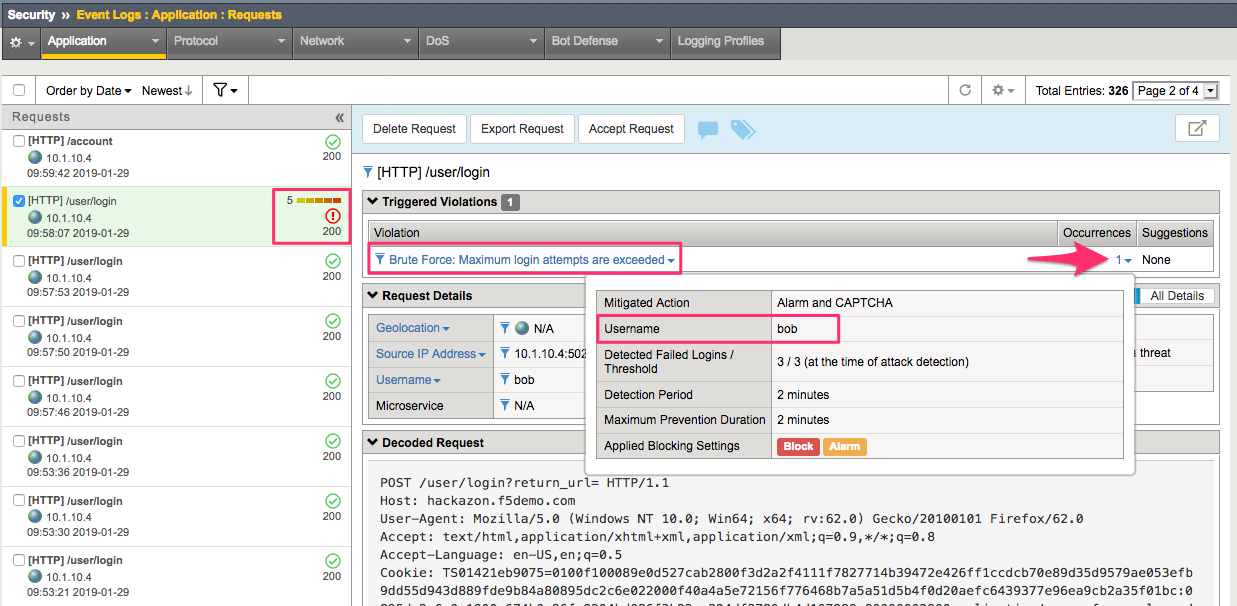 Security » Event Logs : Application : Requests
Application Protocol Network DoS Bot Defense Logging Profiles
Order by Date Newest Total Entries: 326 Page 2 of 4
Requests «
[HTTP] /account
10.1.10.4 200
09:59:42 2019-01-29
[HTTP] /user/login 5
10.1.10.4
09:58:07 2019-01-29 200
[HTTP] /user/login
10.1.10.4 200
09:57:53 2019-01-29
[HTTP] /user/login
10.1.10.4 200
09:57:50 2019-01-29
[HTTP] /user/login
10.1.10.4 200
09:57:46 2019-01-29
[HTTP] /user/login
10.1.10.4 200
09:53:36 2019-01-29
[HTTP] /user/login
10.1.10.4 200
09:53:30 2019-01-29
[HTTP] /user/login
10.1.10.4 200
09:53:21 2019-01-29
Delete Request Export Request Accept Request
[HTTP] /user/login
Triggered Violations 1
Violation Occurrences Suggestions
Brute Force: Maximum login attempts are exceeded 1 None
Request Details All Details
Geolocation N/A
Source IP Address 10.1.10.4:502
threat
Username bob
Microservice N/A
Mitigated Action Alarm and CAPTCHA
Username bob
Detected Failed Logins /
Threshold 3 / 3 (at the time of attack detection)
Detection Period 2 minutes
Maximum Prevention Duration 2 minutes
Applied Blocking Settings Block Alarm
Decoded Request
POST /user/login?return_url= HTTP/1.1
Host: hackazon.f5demo.com
User-Agent: Mozilla/5.0 (Windows NT 10.0; Win64; x64; rv:62.0) Gecko/20100101 Firefox/62.0
Accept: text/html,application/xhtml+xml,application/xml;q=0.9,*/*;q=0.8
Accept-Language: en-US,en;q=0.5
Cookie: TS01421eb9075=0100f100089e0d527cab2800f3d2a2f4111f7827714b39472e426ff1ccdcb70e89d35d9579ae053efb
9dd55d943d889fde9b84a80895dc2c6e022000f40a4a5e72156f776468b7a5a51d5b4f0d20aefc6439377e96ea9cb2a35f01bc:0